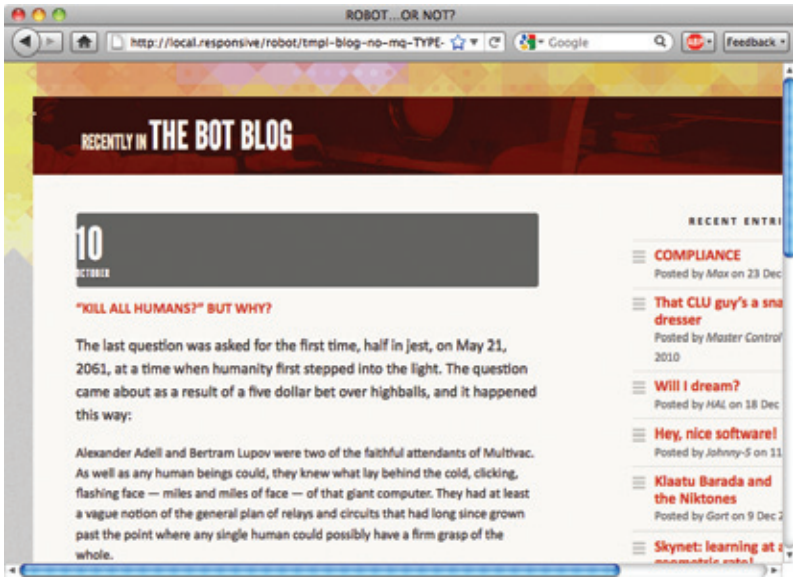 ROBOT...OR NOT?
http://local.responsive/robot/tmpl-blog-no-mq-TYPE-
Google
ABP
Feedback
RECENTLY IN THE BOT BLOG
10
OCTOBER
"KILL ALL HUMANS?" BUT WHY?
The last question was asked for the first time, half in jest, on May 21,
2061, at a time when humanity first stepped into the light. The question
came about as a result of a five dollar bet over highballs, and it happened
this way:
Alexander Adell and Bertram Lupov were two of the faithful attendants of Multivac.
As well as any human beings could, they knew what lay behind the cold, clicking,
flashing face — miles and miles of face — of that giant computer. They had at least
a vague notion of the general plan of relays and circuits that had long since grown
past the point where any single human could possibly have a firm grasp of the
whole.
RECENT ENTRI
COMPLIANCE
Posted by Max on 23 Dec
That CLU guy's a sna
dresser
Posted by Master Control
2010
Will I dream?
Posted by HAL on 18 Dec
Hey, nice software!
Posted by Johnny-5 on 11
Klaatu Barada and
the Niktones
Posted by Gort on 9 Dec 2
Skynet: learning at a
geometric rate!